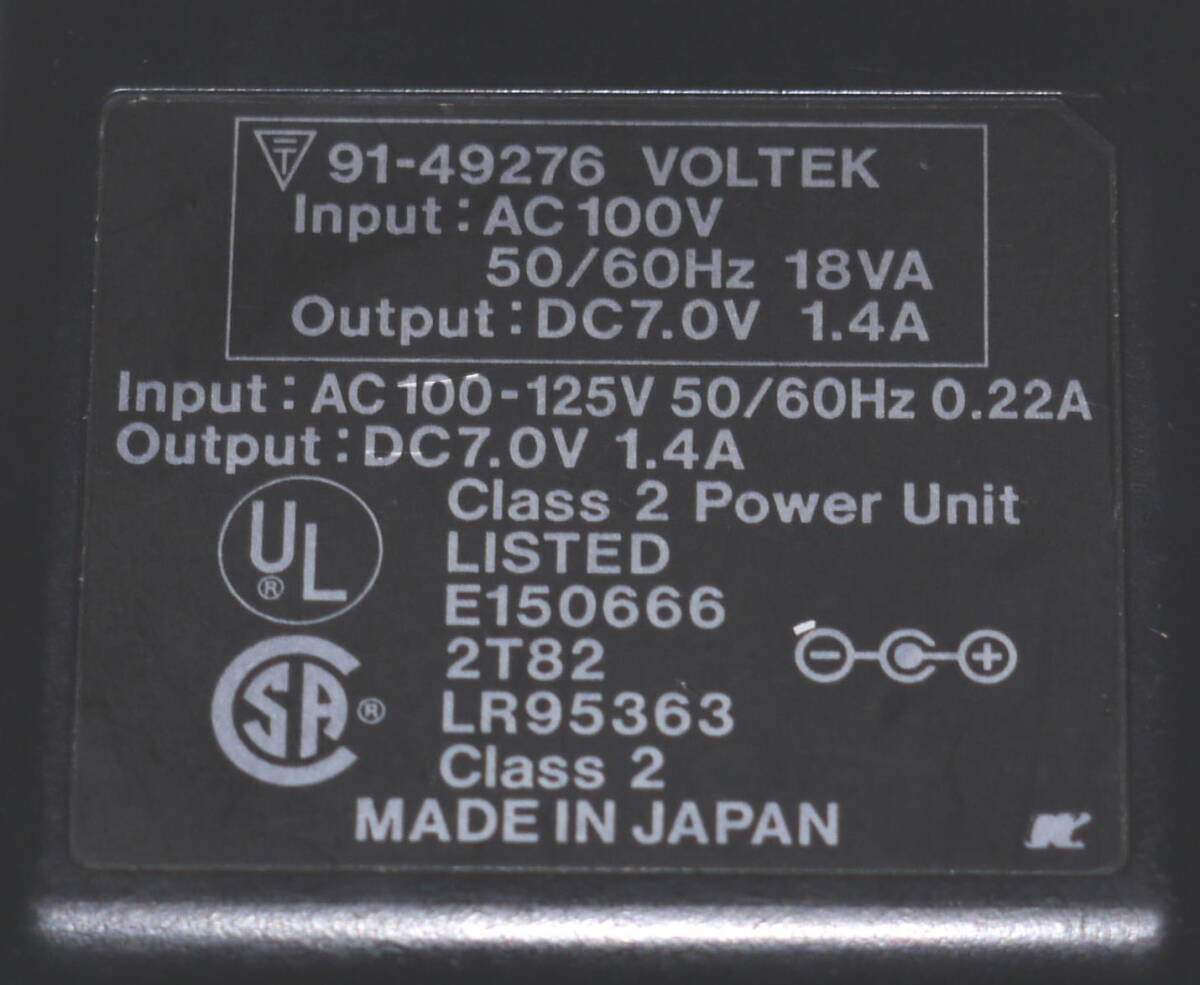 T 91-49276 VOLTEK
Input : AC 100V
50/60Hz 18VA
Output : DC7.0V 1.4A
Input : AC 100-125V 50/60Hz 0.22A
Output : DC7.0V 1.4A
UL®
Class 2 Power Unit
LISTED
E150666
2T82
SA®
LR95363
Class 2
MADE IN JAPAN